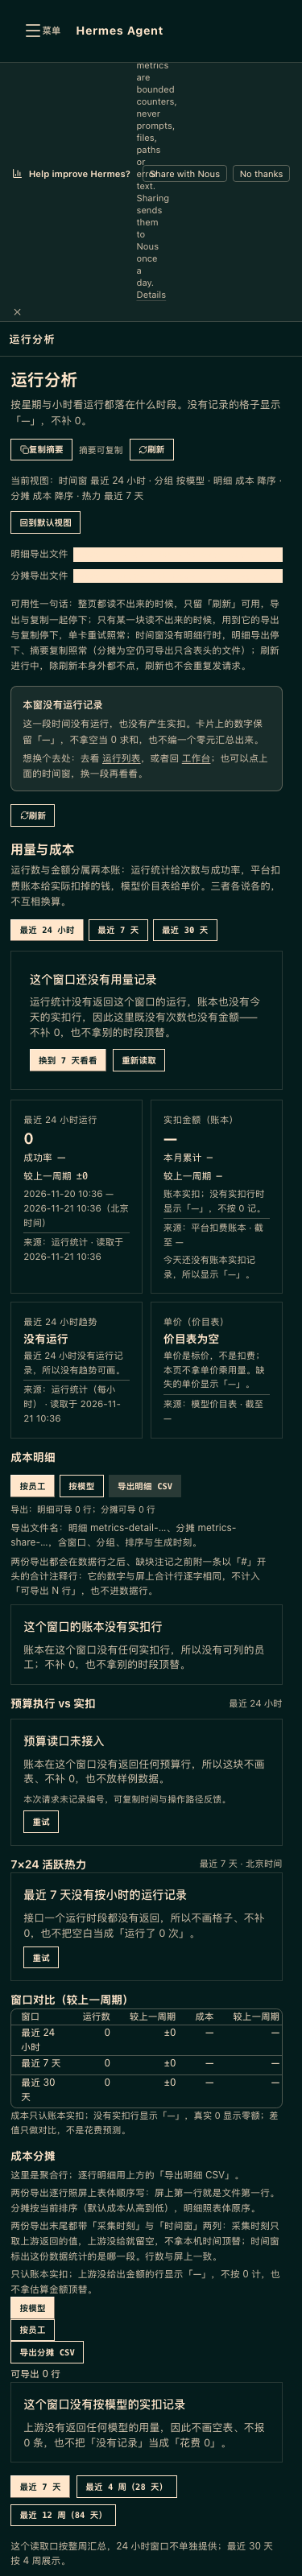 菜单
Hermes Agent
metrics
are
bounded
counters,
never
prompts,
files,
paths
or
error
text.
Sharing
sends
them
to
Nous
once
a
day.
Details
Help improve Hermes?
Share with Nous
No thanks
×
运行分析
运行分析
按星期与小时看运行都落在什么时段。没有记录的格子显示
「—」，不补 0。
复制摘要
摘要可复制
刷新
当前视图：时间窗 最近 24 小时 · 分组 按模型 · 明细 成本 降序 ·
分摊 成本 降序 · 热力 最近 7 天
回到默认视图
明细导出文件
分摊导出文件
可用性一句话：整页都读不出来的时候，只留「刷新」可用，导
出与复制一起停下；只有某一块读不出来的时候，用到它的导出
与复制停下，单卡重试照常；时间窗没有明细行时，明细导出停
下、摘要复制照常（分摊为空仍可导出只含表头的文件）；刷新
进行中，除刷新本身外都不点，刷新也不会重复发请求。
本窗没有运行记录
这一段时间没有运行，也没有产生实扣。卡片上的数字保
留「—」，不拿空当 0 求和，也不编一个零元汇总出来。
想换个去处：去看 运行列表，或者回 工作台；也可以点上
面的时间窗，换一段再看看。
刷新
用量与成本
运行数与金额分属两本账：运行统计给次数与成功率，平台扣
费账本给实际扣掉的钱，模型价目表给单价。三者各说各的，
不互相换算。
最近 24 小时
最近 7 天
最近 30 天
这个窗口还没有用量记录
运行统计没有返回这个窗口的运行，账本也没有今
天的实扣行，因此这里既没有次数也没有金额——
不补 0，也不拿别的时段顶替。
换到 7 天看看
重新读取
最近 24 小时运行
0
成功率 —
较上一周期 ±0
2026-11-20 10:36 —
2026-11-21 10:36（北京
时间）
来源：运行统计 · 读取于
2026-11-21 10:36
实扣金额（账本）
—
本月累计 —
较上一周期 —
账本实扣；没有实扣行时
显示「—」，不按 0 记。
来源：平台扣费账本 · 截
至 —
今天还没有账本实扣记
录，所以显示「—」。
最近 24 小时趋势
没有运行
最近 24 小时没有运行记
录，所以没有趋势可画。
来源：运行统计（每小
时） · 读取于 2026-11-
21 10:36
单价（价目表）
价目表为空
单价是标价，不是扣费；
本页不拿单价乘用量。缺
失的单价显示「—」。
来源：模型价目表 · 截至
—
成本明细
按员工
按模型
导出明细 CSV
导出：明细可导 0 行；分摊可导 0 行
导出文件名：明细 metrics-detail-…、分摊 metrics-
share-…，含窗口、分组、排序与生成时刻。
两份导出都会在数据行之后、缺块注记之前附一条以「#」开
头的合计注释行：它的数字与屏上合计行逐字相同，不计入
「可导出 N 行」，也不进数据行。
这个窗口的账本没有实扣行
账本在这个窗口没有任何实扣行，所以没有可列的员
工；不补 0，也不拿别的时段顶替。
预算执行 vs 实扣
最近 24 小时
预算读口未接入
账本在这个窗口没有返回任何预算行，所以这块不画
表、不补 0，也不放样例数据。
本次请求未记录编号，可复制时间与操作路径反馈。
重试
7×24 活跃热力
最近 7 天 · 北京时间
最近 7 天没有按小时的运行记录
接口一个运行时段都没有返回，所以不画格子、不补
0，也不把空白当成「运行了 0 次」。
重试
窗口对比（较上一周期）
窗口 运行数 较上一周期 成本 较上一周期
最近 24
小时 0 ±0 — —
最近 7 天 0 ±0 — —
最近 30
天 0 ±0 — —
成本只认账本实扣；没有实扣行显示「—」，真实 0 显示零额；差
值只做对比，不是花费预测。
成本分摊
这里是聚合行；逐行明细用上方的「导出明细 CSV」。
两份导出逐行照屏上表体顺序写：屏上第一行就是文件第一行。
分摊按当前排序（默认成本从高到低），明细照表体原序。
两份导出末尾都带「采集时刻」与「时间窗」两列：采集时刻只
取上游返回的值，上游没给就留空，不拿本机时间顶替；时间窗
标出这份数据统计的是哪一段。行数与屏上一致。
只认账本实扣；上游没给出金额的行显示「—」，不按 0 计，也
不拿估算金额顶替。
按模型
按员工
导出分摊 CSV
可导出 0 行
这个窗口没有按模型的实扣记录
上游没有返回任何模型的用量，因此不画空表、不报
0 条，也不把「没有记录」当成「花费 0」。
最近 7 天
最近 4 周（28 天）
最近 12 周（84 天）
这个读取口按整周汇总，24 小时窗口不单独提供；最近 30 天
按 4 周展示。